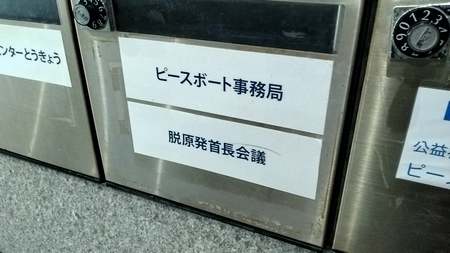 ンターとうきょう
ピースボート事務局
脱原発首長会議
公益
ピース